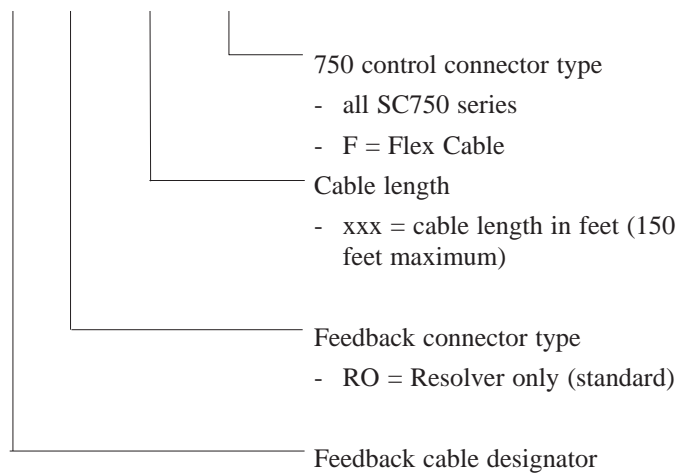 750 control connector type
- all SC750 series
- F = Flex Cable
Cable length
- xxx = cable length in feet (150
feet maximum)
Feedback connector type
- RO = Resolver only (standard)
Feedback cable designator